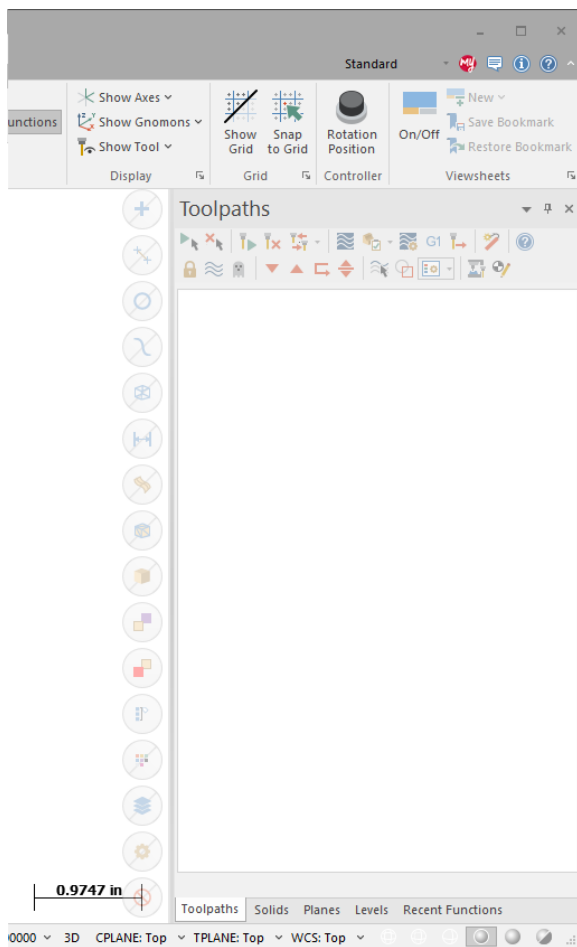 Standard
My
unctions
Show Axes
Show Gnomons
Show Tool
Display
Show Grid
Snap to Grid
Grid
Rotation Position
Controller
On/Off
New
Save Bookmark
Restore Bookmark
Viewsheets
Toolpaths
G1
0.9747 in
Toolpaths Solids Planes Levels Recent Functions
00000 3D CPLANE: Top TPLANE: Top WCS: Top